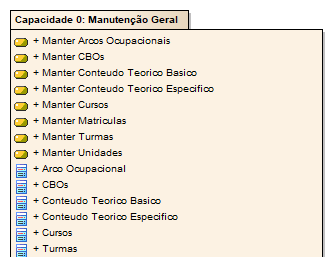 Capacidade 0: Manutenção Geral
+ Manter Arcos Ocupacionais
+ Manter CBOs
+ Manter Conteudo Teorico Basico
+ Manter Conteudo Teorico Especifico
+ Manter Cursos
+ Manter Matriculas
+ Manter Turmas
+ Manter Unidades
+ Arco Ocupacional
+ CBOs
+ Conteudo Teorico Basico
+ Conteudo Teorico Especifico
+ Cursos
+ Turmas